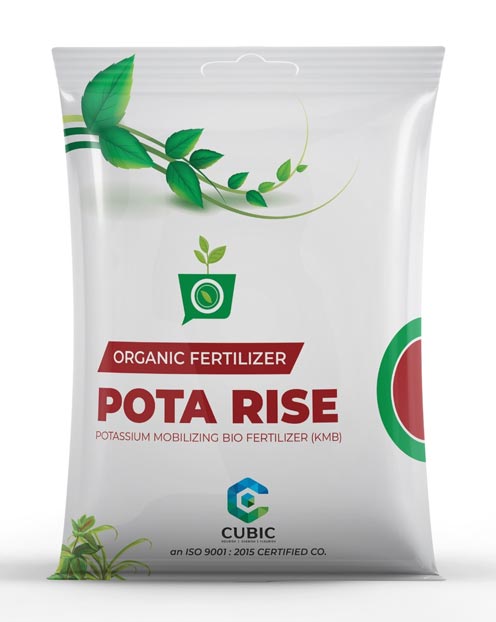 ORGANIC FERTILIZER
POTA RISE
POTASSIUM MOBILIZING BIO FERTILIZER (KMB)
CUBIC
an ISO 9001 : 2015 CERTIFIED CO.